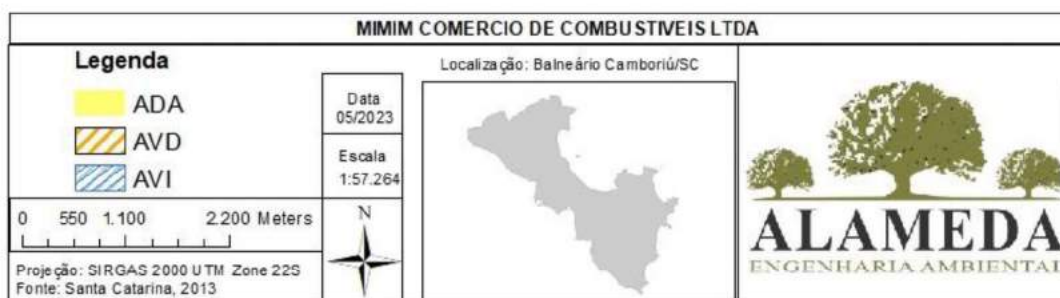 MIMIM COMERCIO DE COMBUSTIVEIS LTDA
Legenda
ADA
AVD
AVI
0 550 1.100 2.200 Meters
Projeção: SIRGAS 2000 UTM Zone 22S
Fonte: Santa Catarina, 2013
Data
05/2023
Escala
1:57.264
N
Localização: Balneário Camboriú/SC
ALAMEDA
ENGENHARIA AMBIENTAL